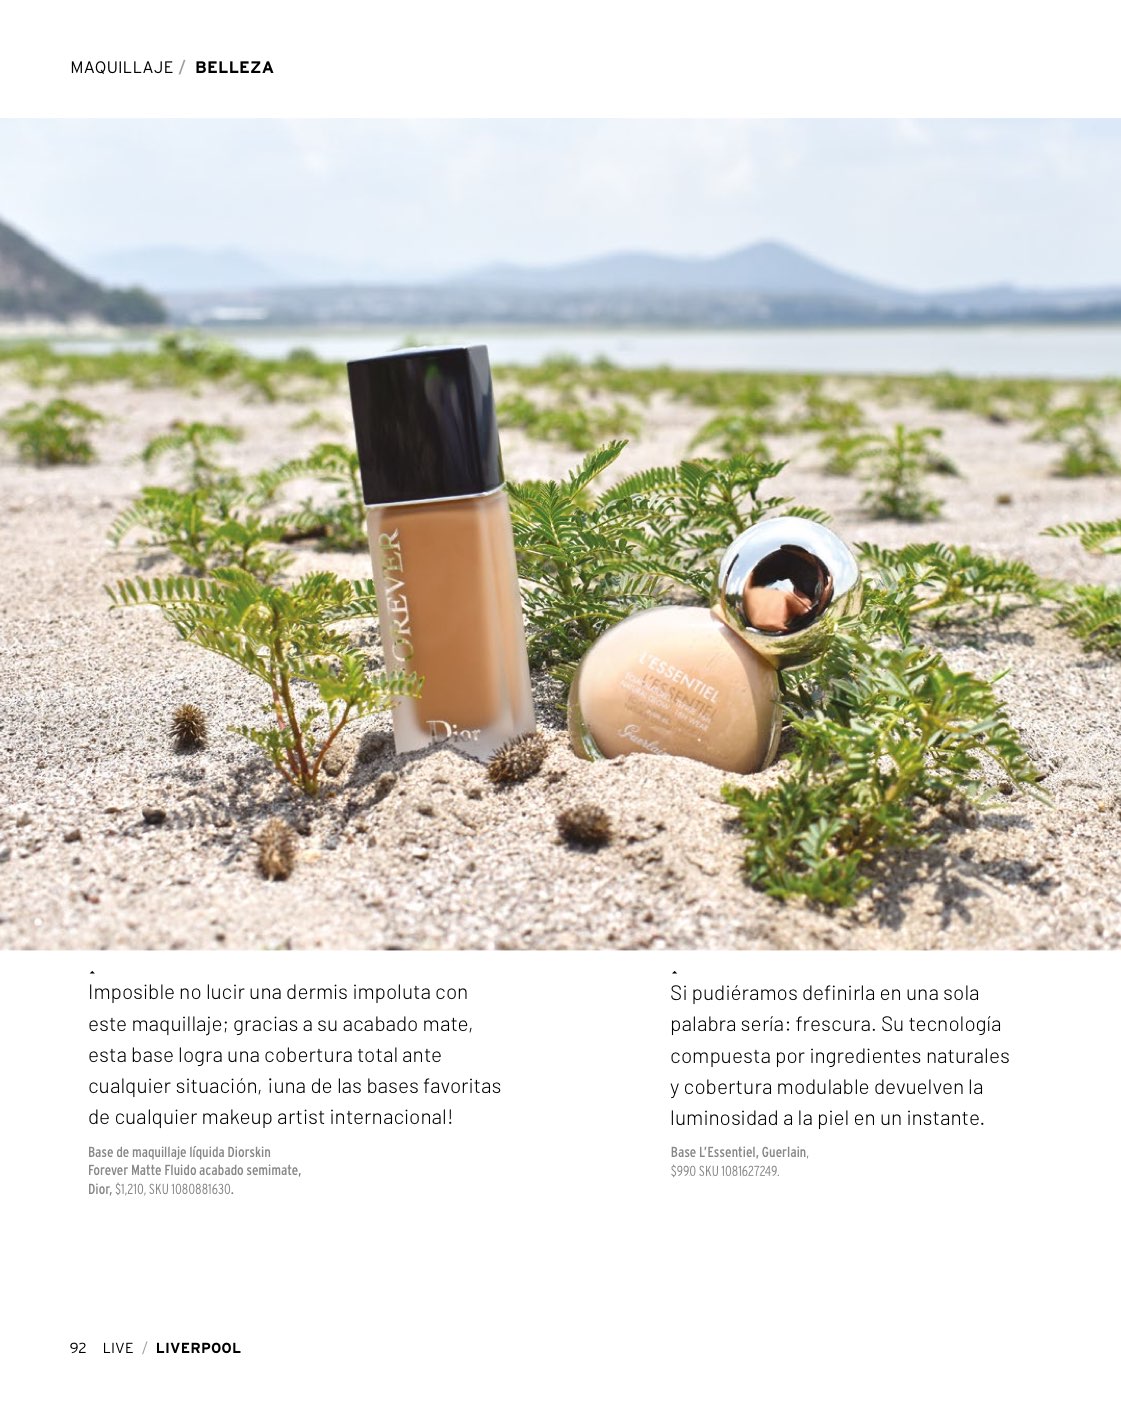 MAQUILLAJE / BELLEZA
FOREVER
Dior
L'ESSENTIEL
NATURAL GLOW 16H WEAR
Guerlain
Imposible no lucir una dermis impoluta con
este maquillaje; gracias a su acabado mate,
esta base logra una cobertura total ante
cualquier situación, ¡una de las bases favoritas
de cualquier makeup artist internacional!
Base de maquillaje líquida Diorskin
Forever Matte Fluido acabado semimate,
Dior, $1,210, SKU 1080881630.
Si pudiéramos definirla en una sola
palabra sería: frescura. Su tecnología
compuesta por ingredientes naturales
y cobertura modulable devuelven la
luminosidad a la piel en un instante.
Base L'Essentiel, Guerlain,
$990 SKU 1081627249.
92 LIVE / LIVERPOOL